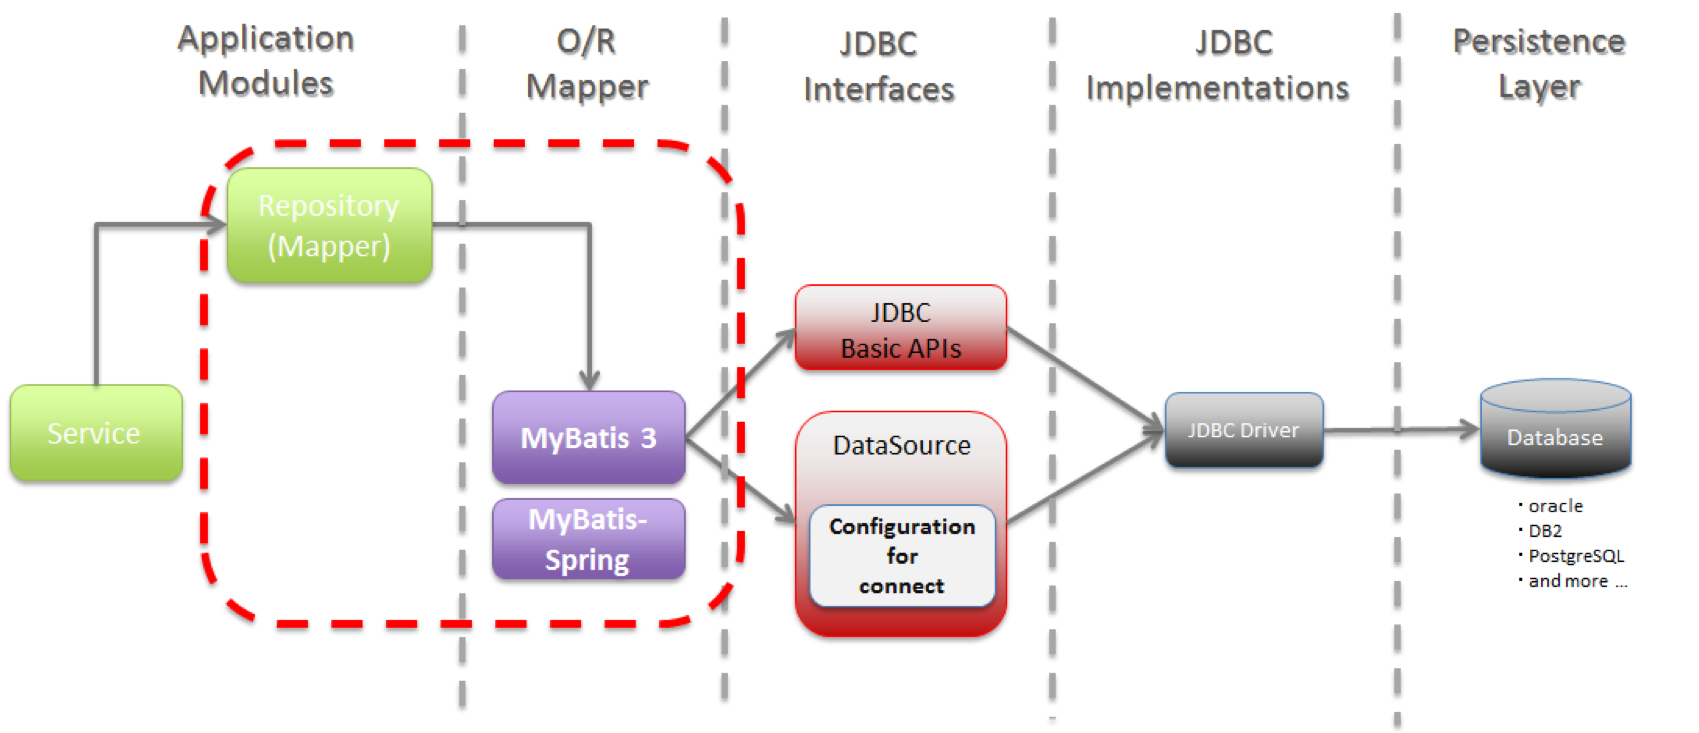 Application
Modules
O/R
Mapper
JDBC
Interfaces
JDBC
Implementations
Persistence
Layer
Repository
(Mapper)
Service
MyBatis 3
MyBatis-
Spring
JDBC
Basic APIs
DataSource
Configuration
for
connect
JDBC Driver
Database
・oracle
・DB2
・PostgreSQL
・and more ...